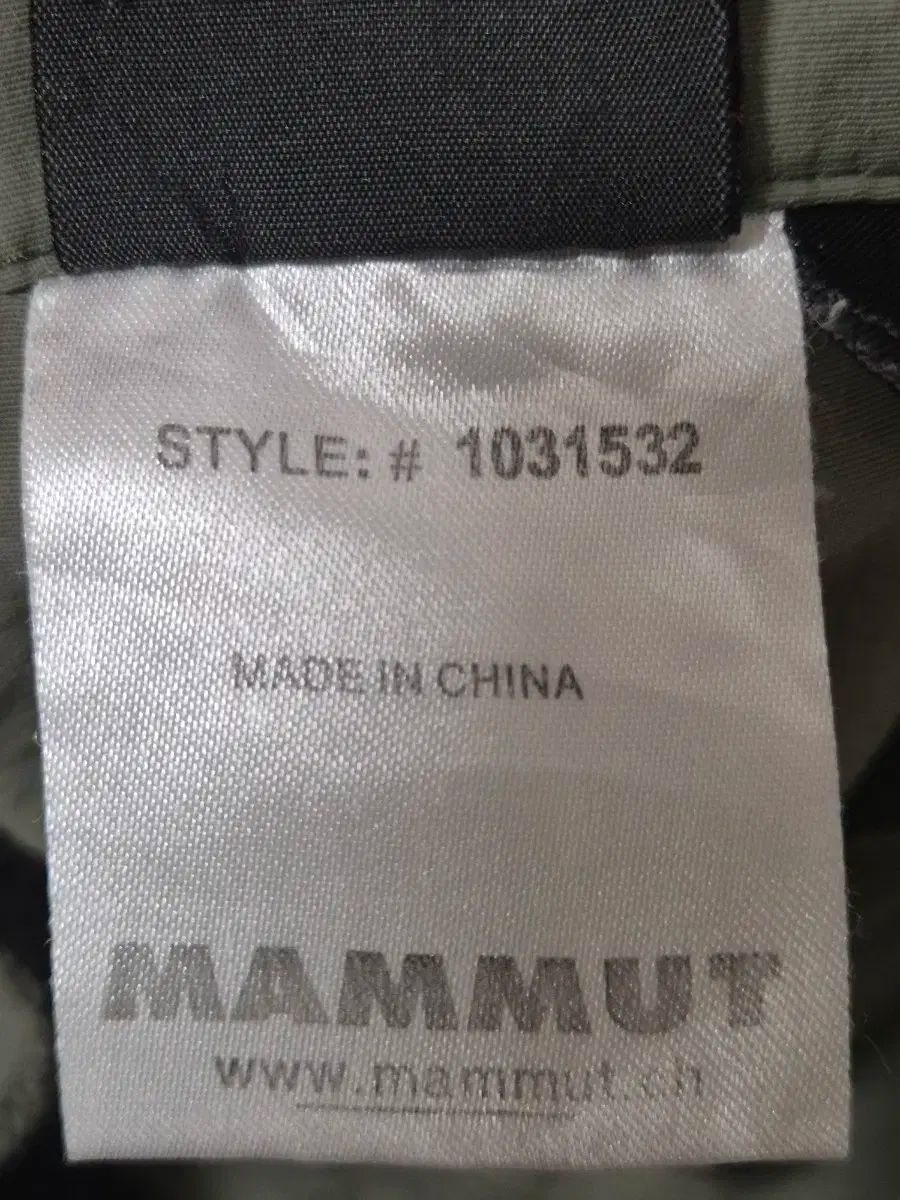 STYLE: # 1031532
MADE IN CHINA
MAMMUT
www.mammut.ch